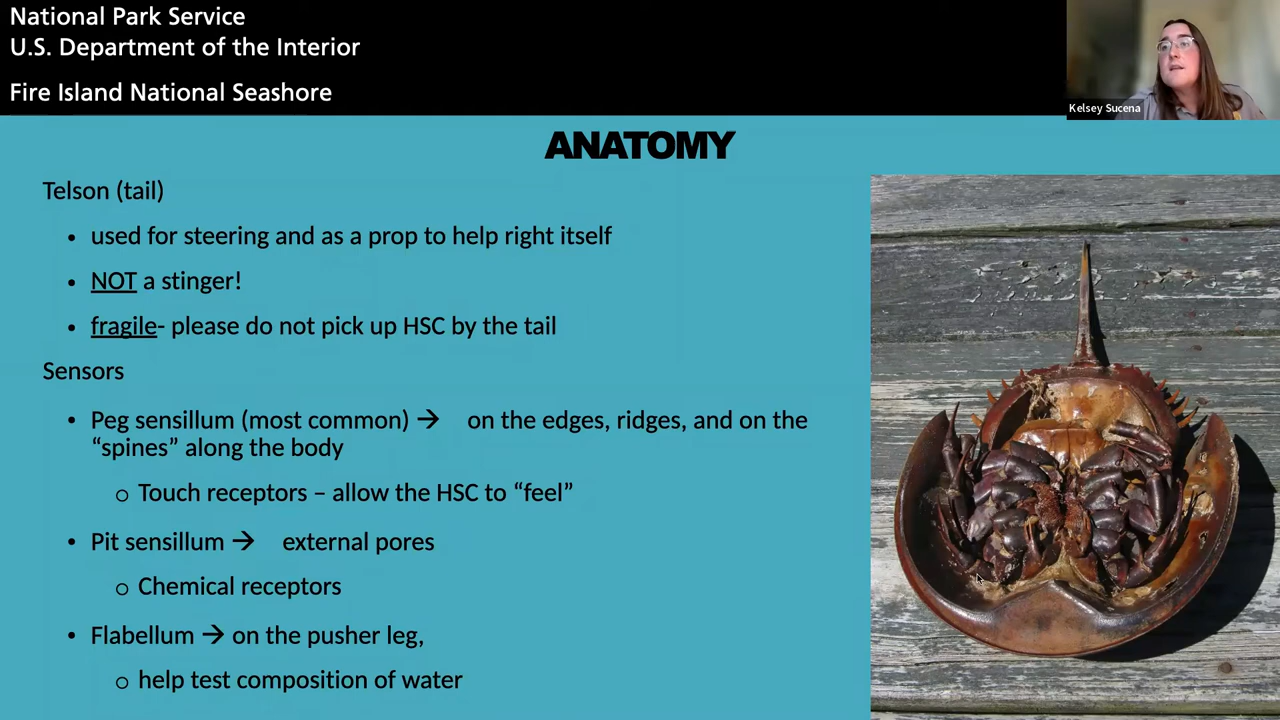 National Park Service
U.S. Department of the Interior
Fire Island National Seashore
Kelsey Sucena
ANATOMY
Telson (tail)
• used for steering and as a prop to help right itself
• NOT a stinger!
• fragile- please do not pick up HSC by the tail
Sensors
• Peg sensillum (most common) → on the edges, ridges, and on the
“spines” along the body
o Touch receptors – allow the HSC to “feel”
• Pit sensillum → external pores
o Chemical receptors
• Flabellum → on the pusher leg,
o help test composition of water